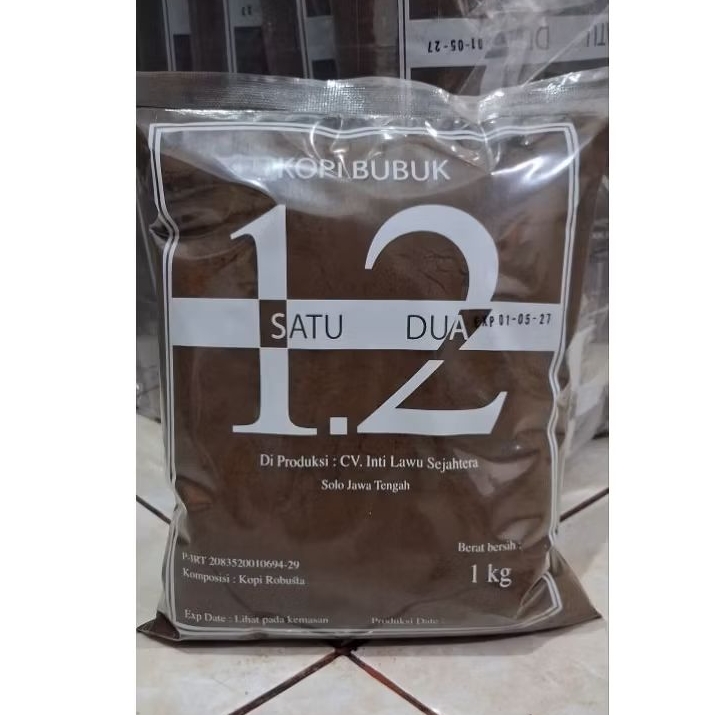 01-05-27
KOPI BUBUK
1.2
SATU DUA
EXP 01-05-27
Di Produksi : CV. Inti Lawu Sejahtera
Solo Jawa Tengah
Berat bersih :
1 kg
P-IRT 2083520010694-29
Komposisi : Kopi Robusta
Exp Date : Lihat pada kemasan
Produksi Date